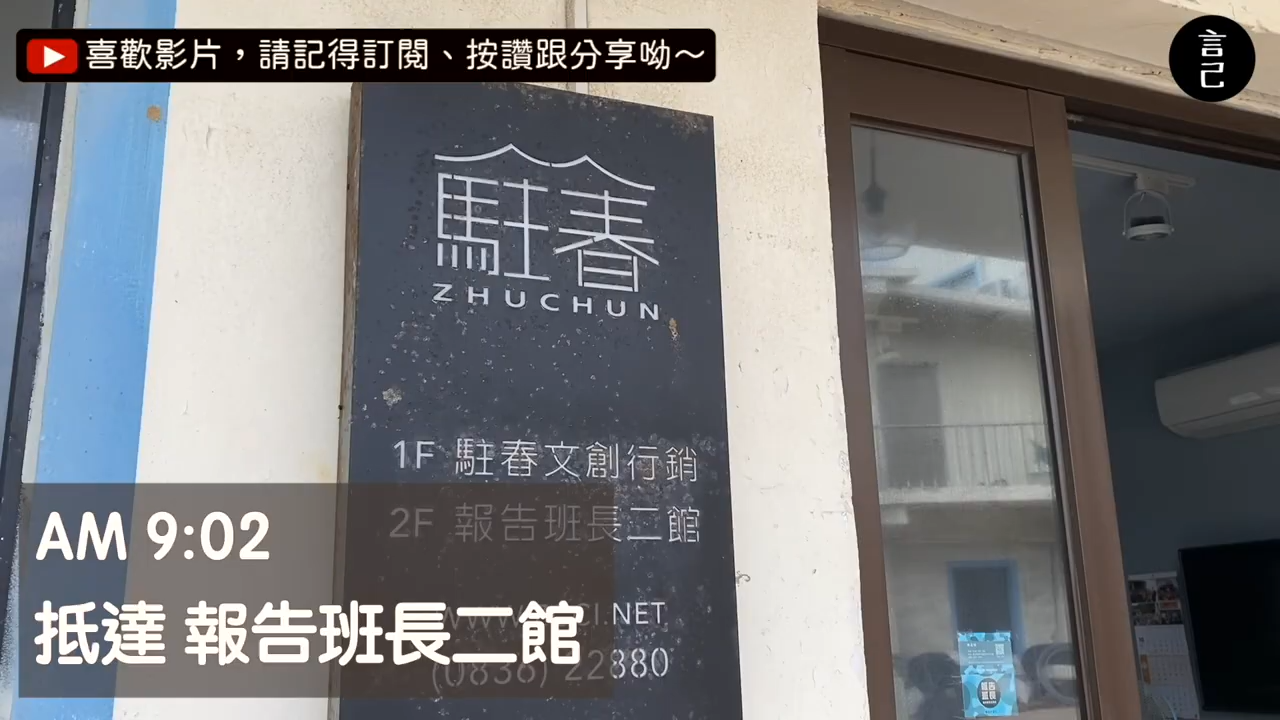 喜歡影片，請記得訂閱、按讚跟分享呦～
言己
駐春
ZHUCHUN
1F 駐春文創行銷
2F 報告班長二館
AM 9:02
抵達 報告班長二館
.NET
(0836) 22880